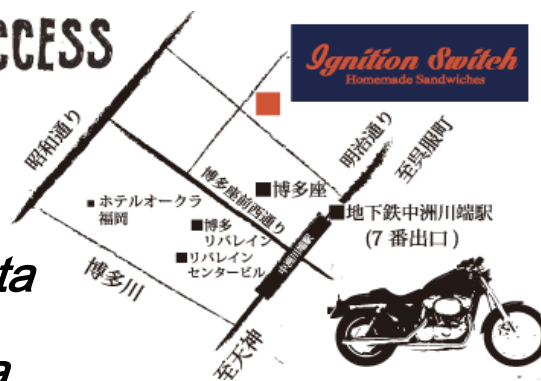 CCESS
Ignition Switch
Homemade Sandwiches
昭和通り
明治通り
至呉服町
博多座前西通り
博多座
ホテルオークラ
福岡
地下鉄中洲川端駅
(7 番出口)
博多
リバレイン
リバレイン
センタービル
中洲川端駅
博多川
至天神
ta
a